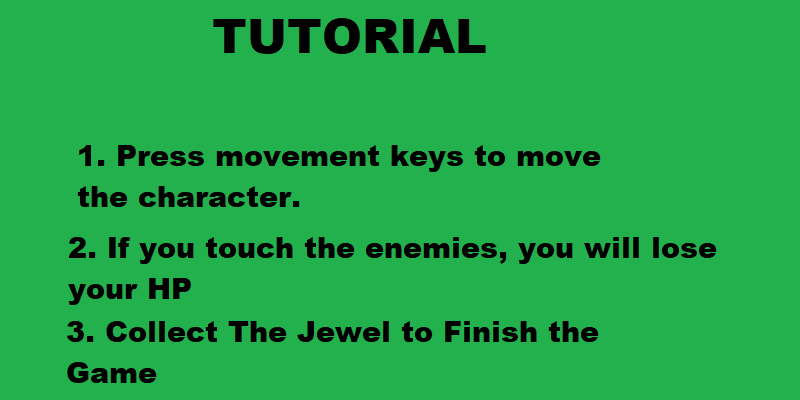 TUTORIAL
1. Press movement keys to move
the character.
2. If you touch the enemies, you will lose
your HP
3. Collect The Jewel to Finish the
Game